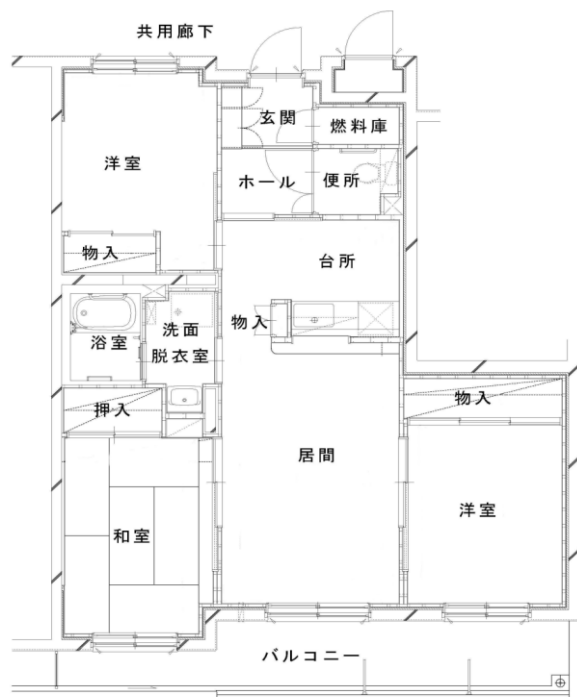 共用廊下
玄関
燃料庫
洋室
ホール
便所
物入
台所
物入
洗面
脱衣室
浴室
押入
物入
居間
洋室
和室
バルコニー